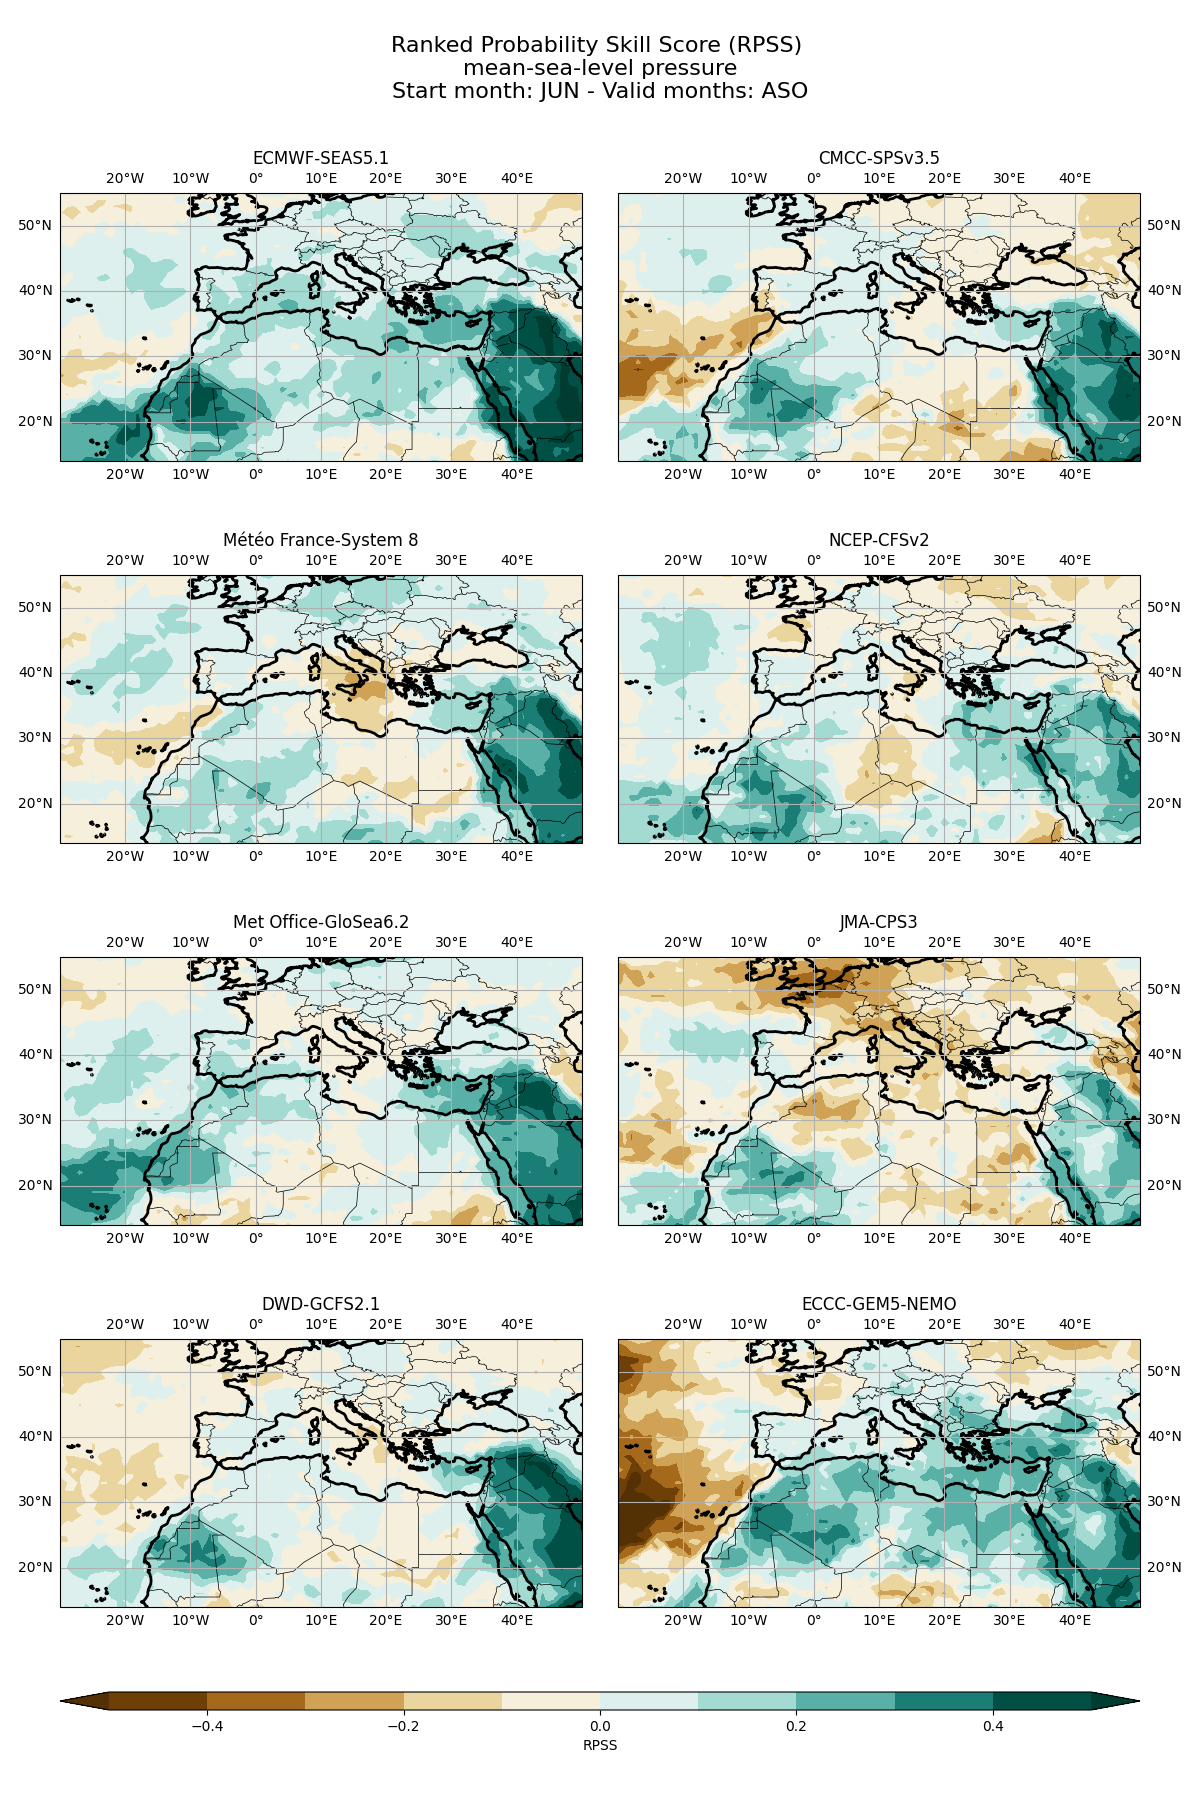 Ranked Probability Skill Score (RPSS)
mean-sea-level pressure
Start month: JUN - Valid months: ASO
ECMWF-SEAS5.1
20°W 10°W 0° 10°E 20°E 30°E 40°E
50°N
40°N
30°N
20°N
20°W 10°W 0° 10°E 20°E 30°E 40°E
CMCC-SPSv3.5
20°W 10°W 0° 10°E 20°E 30°E 40°E
50°N
40°N
30°N
20°N
20°W 10°W 0° 10°E 20°E 30°E 40°E
Météo France-System 8
20°W 10°W 0° 10°E 20°E 30°E 40°E
50°N
40°N
30°N
20°N
20°W 10°W 0° 10°E 20°E 30°E 40°E
NCEP-CFSv2
20°W 10°W 0° 10°E 20°E 30°E 40°E
50°N
40°N
30°N
20°N
20°W 10°W 0° 10°E 20°E 30°E 40°E
Met Office-GloSea6.2
20°W 10°W 0° 10°E 20°E 30°E 40°E
50°N
40°N
30°N
20°N
20°W 10°W 0° 10°E 20°E 30°E 40°E
JMA-CPS3
20°W 10°W 0° 10°E 20°E 30°E 40°E
50°N
40°N
30°N
20°N
20°W 10°W 0° 10°E 20°E 30°E 40°E
DWD-GCFS2.1
20°W 10°W 0° 10°E 20°E 30°E 40°E
50°N
40°N
30°N
20°N
20°W 10°W 0° 10°E 20°E 30°E 40°E
ECCC-GEM5-NEMO
20°W 10°W 0° 10°E 20°E 30°E 40°E
50°N
40°N
30°N
20°N
20°W 10°W 0° 10°E 20°E 30°E 40°E
−0.4 −0.2 0.0 0.2 0.4
RPSS